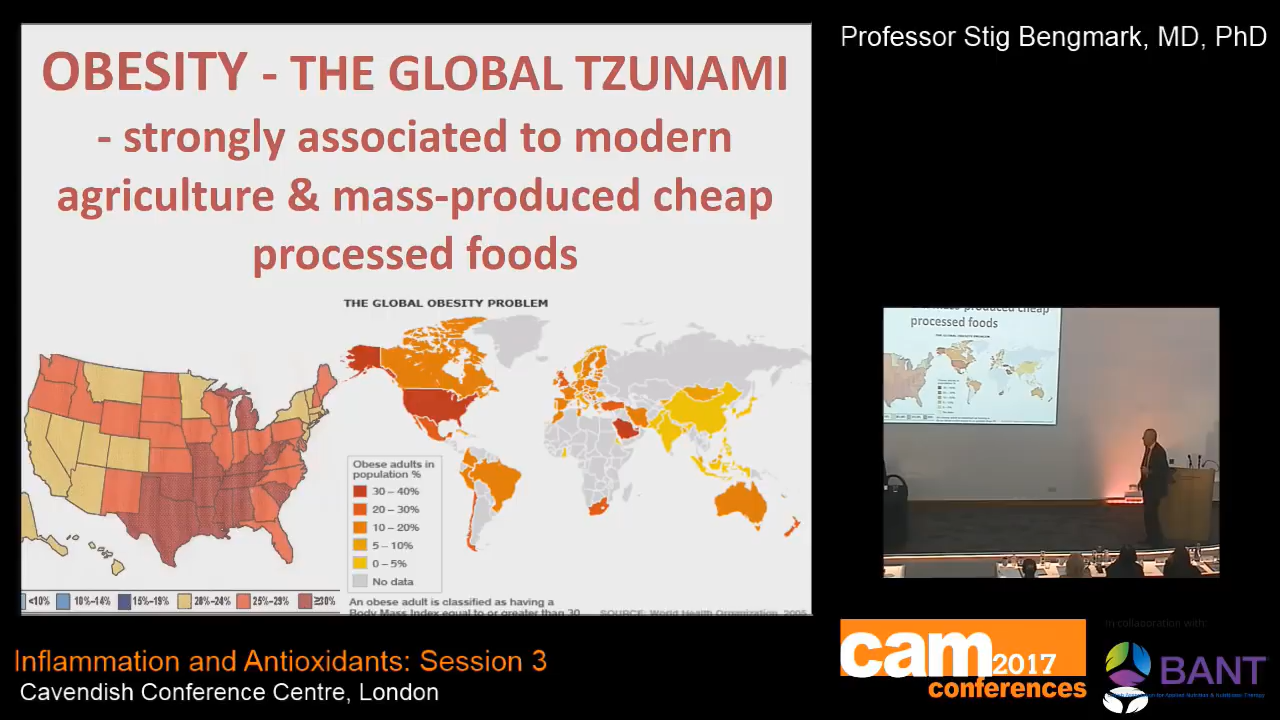 Professor Stig Bengmark, MD, PhD
OBESITY - THE GLOBAL TZUNAMI
- strongly associated to modern
agriculture & mass-produced cheap
processed foods
THE GLOBAL OBESITY PROBLEM
Obese adults in
population %
30 – 40%
20 – 30%
10 – 20%
5 – 10%
0 – 5%
No data
<10% 10%–14% 15%–19% 20%–24% 25%–29% ≥30%
An obese adult is classified as having a
Body Mass Index equal to or greater than 30
SOURCE: World Health Organization, 2005
processed foods
Inflammation and Antioxidants: Session 3
Cavendish Conference Centre, London
cam 2017
conferences
In collaboration with:
BANT